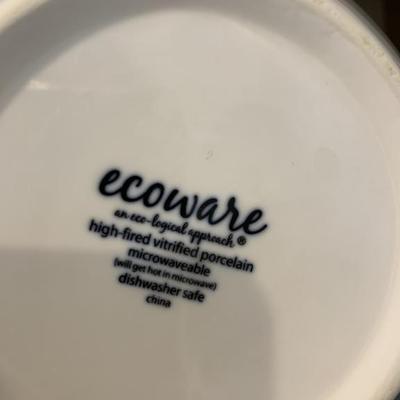 ecoware
an eco-logical approach ®
high-fired vitrified porcelain
microwaveable
(will get hot in microwave)
dishwasher safe
china